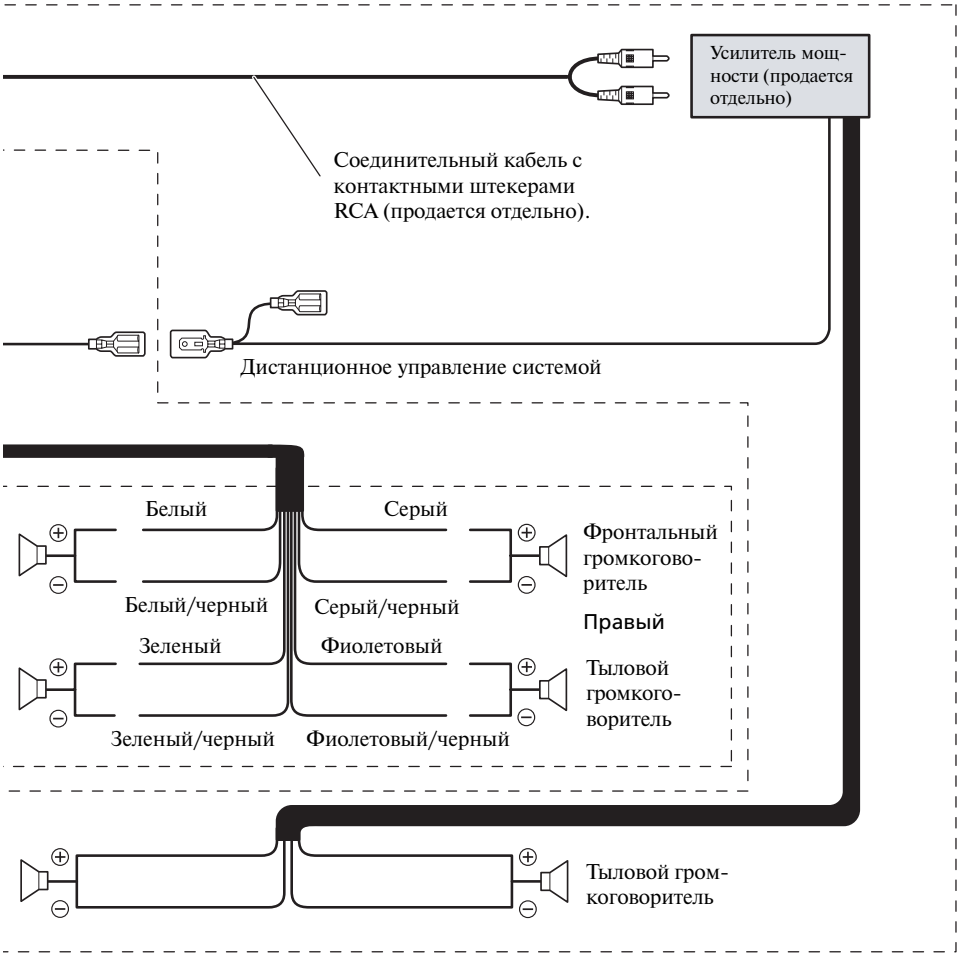 Усилитель мощ-
ности (продается
отдельно)
Соединительный кабель с
контактными штекерами
RCA (продается отдельно).
Дистанционное управление системой
Белый
Серый
⊕
⊕
Фронтальный
громкогово-
ритель
⊖
⊖
Белый/черный
Серый/черный
Правый
Зеленый
Фиолетовый
⊕
⊕
Тыловой
громкого-
воритель
⊖
⊖
Зеленый/черный
Фиолетовый/черный
⊕
⊕
Тыловой гром-
коговоритель
⊖
⊖